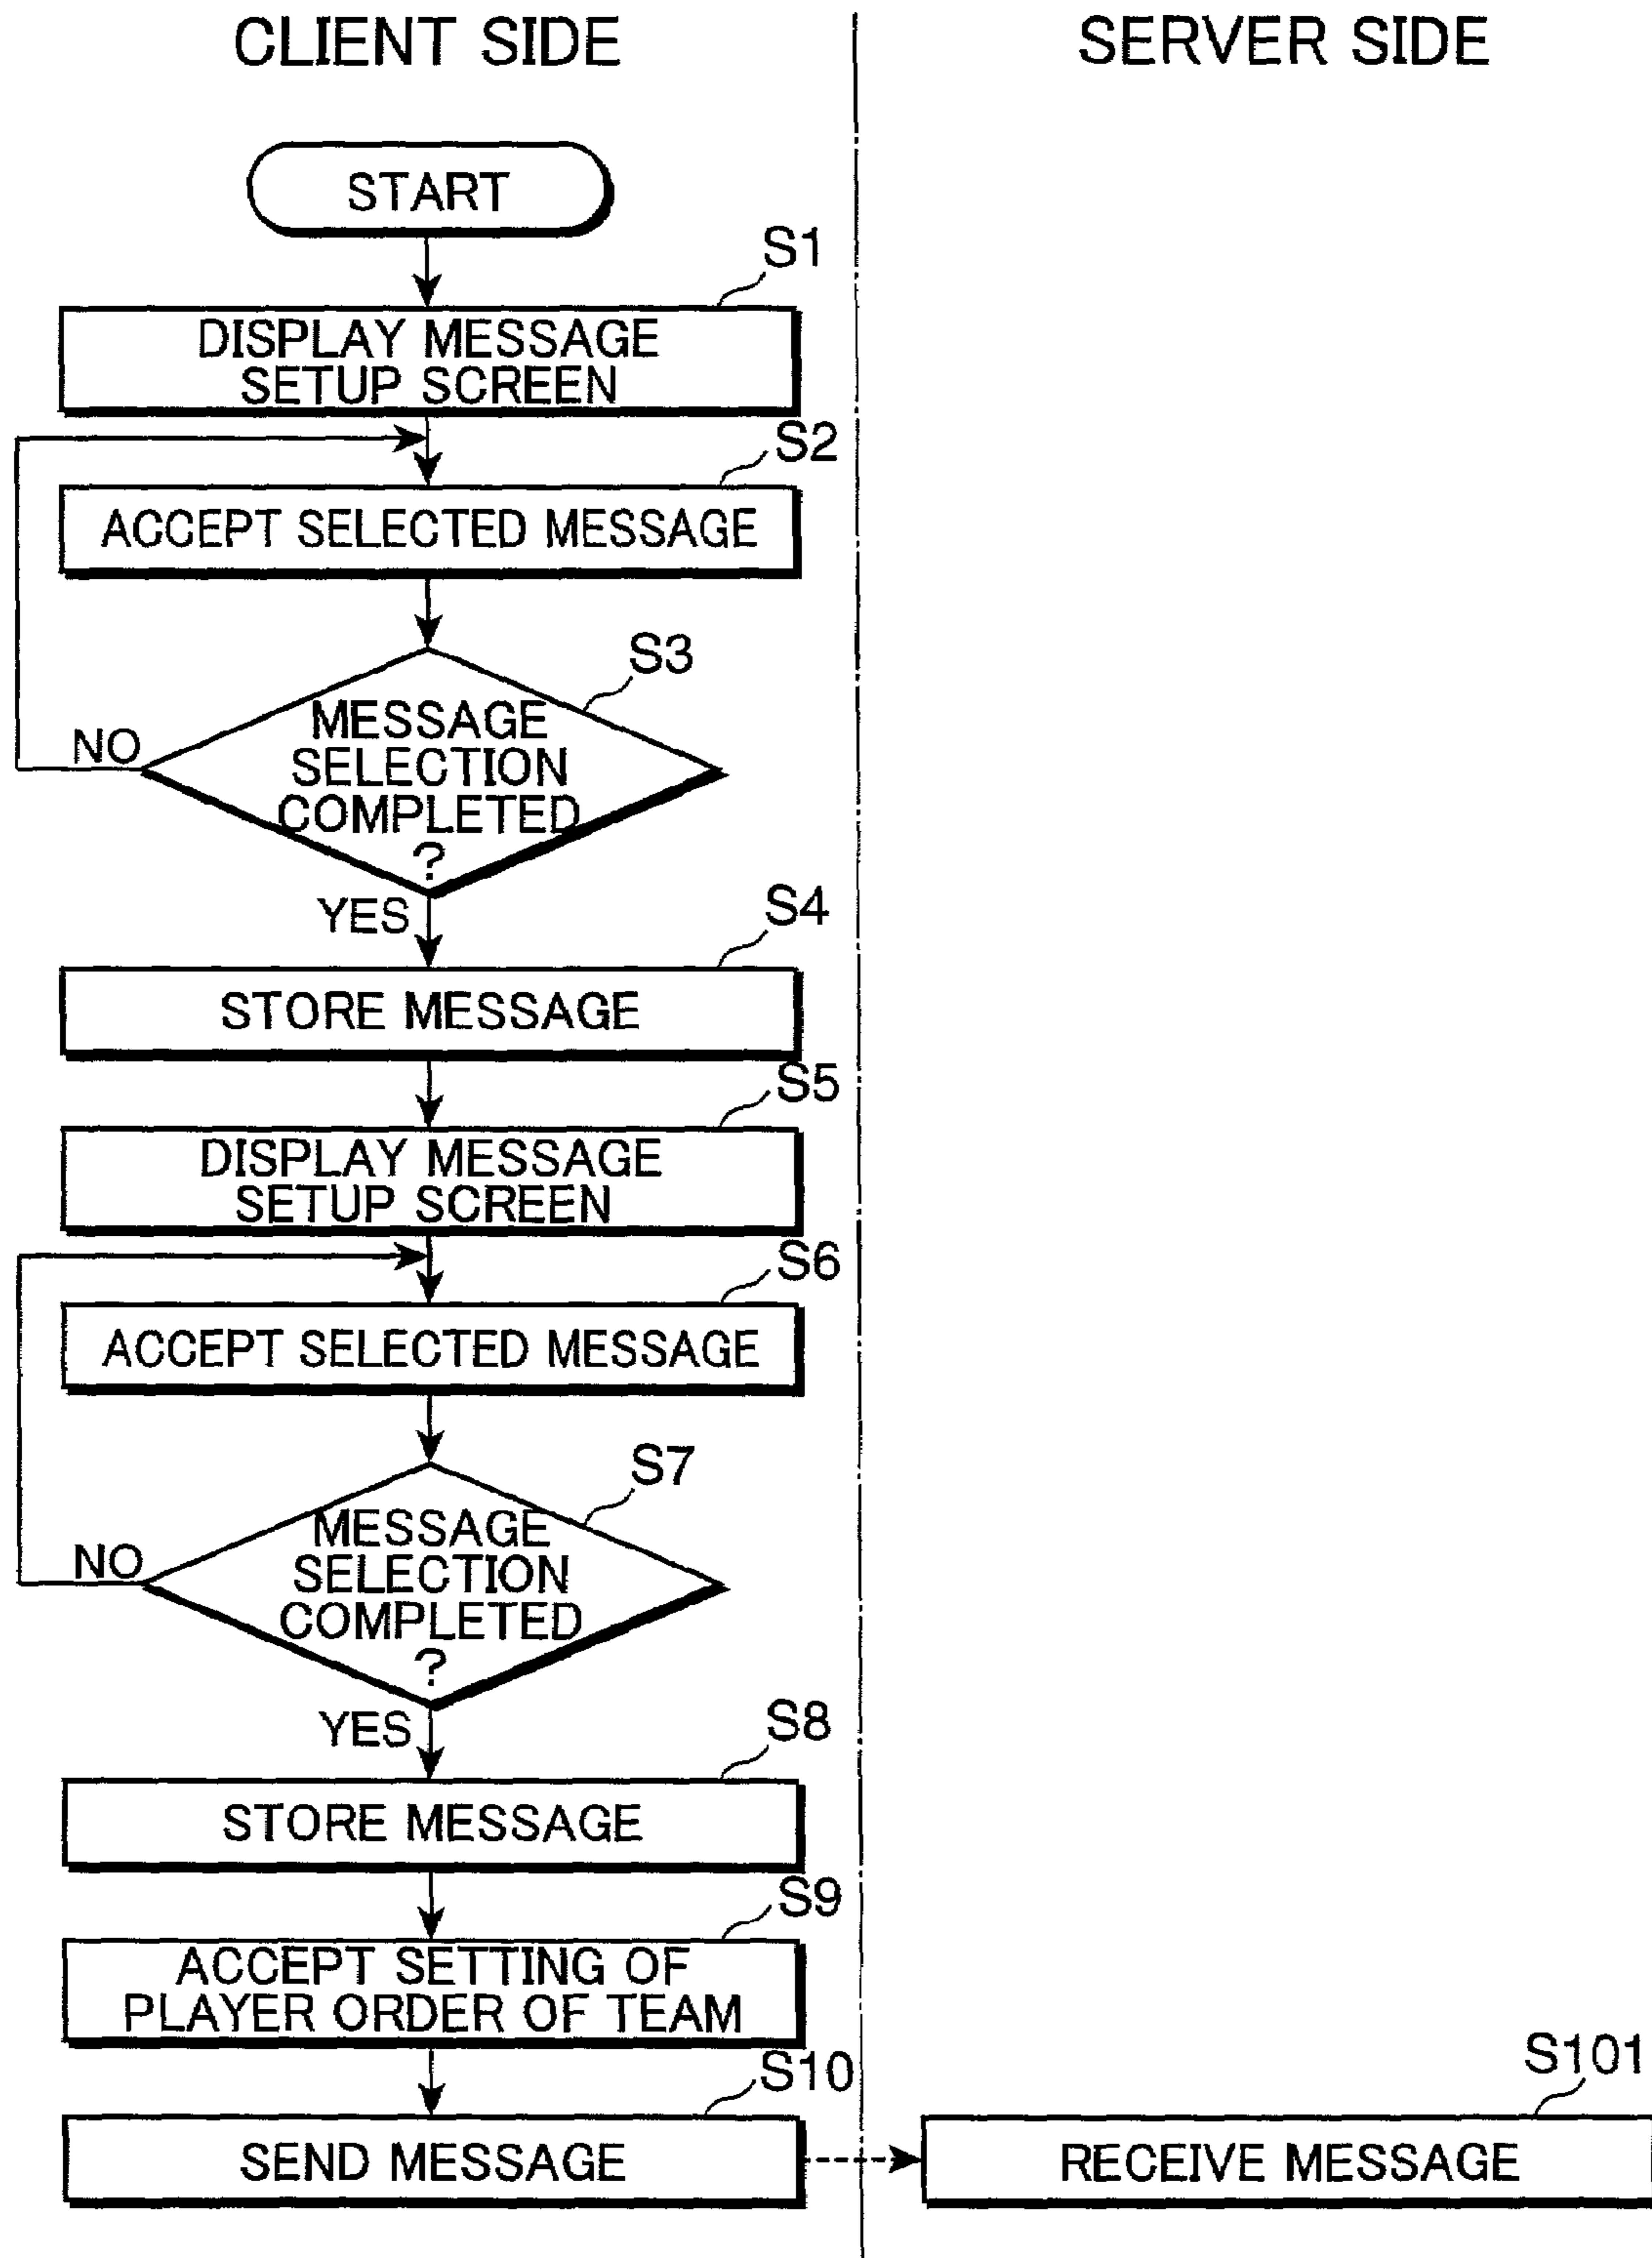 CLIENT SIDE
SERVER SIDE
START
S1
DISPLAY MESSAGE
SETUP SCREEN
S2
ACCEPT SELECTED MESSAGE
S3
MESSAGE
SELECTION
COMPLETED
?
NO
YES
S4
STORE MESSAGE
S5
DISPLAY MESSAGE
SETUP SCREEN
S6
ACCEPT SELECTED MESSAGE
S7
MESSAGE
SELECTION
COMPLETED
?
NO
YES
S8
STORE MESSAGE
S9
ACCEPT SETTING OF
PLAYER ORDER OF TEAM
S10
SEND MESSAGE
S101
RECEIVE MESSAGE